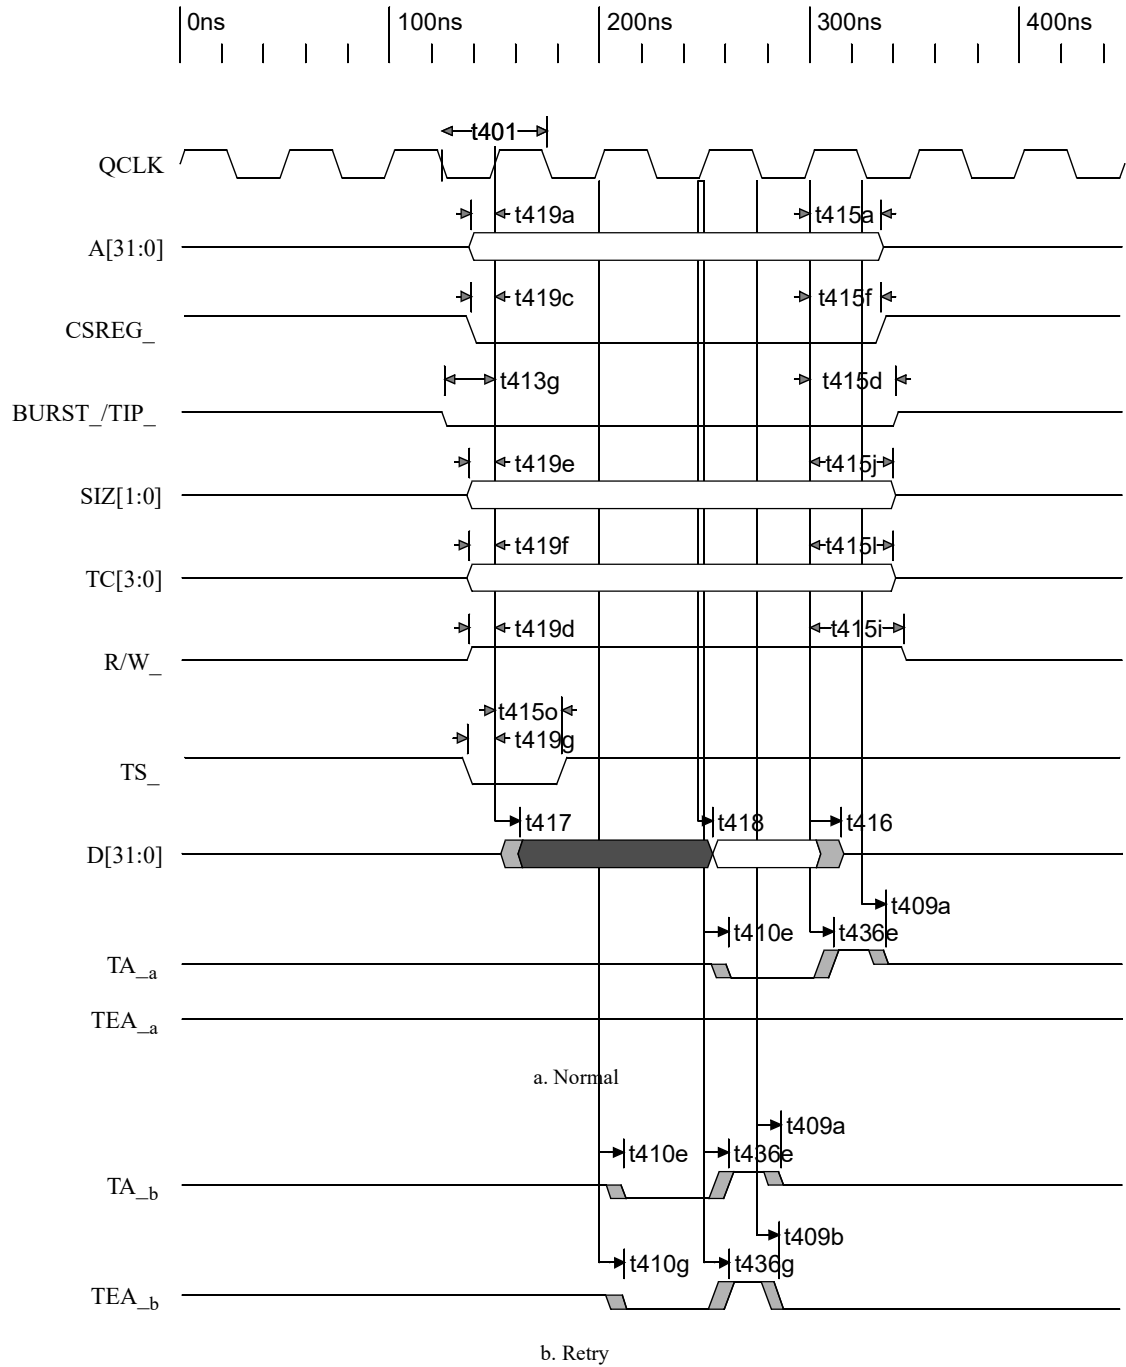 0ns 100ns 200ns 300ns 400ns
t401
QCLK
t419a t415a
A[31:0]
t419c t415f
CSREG_
t413g t415d
BURST_/TIP_
t419e t415j
SIZ[1:0]
t419f t415l
TC[3:0]
t419d t415i
R/W_
t415o
t419g
TS_
t417 t418 t416
D[31:0]
t409a
t410e t436e
TA_a
TEA_a
a. Normal
t409a
t410e t436e
TA_b
t409b
t410g t436g
TEA_b
b. Retry